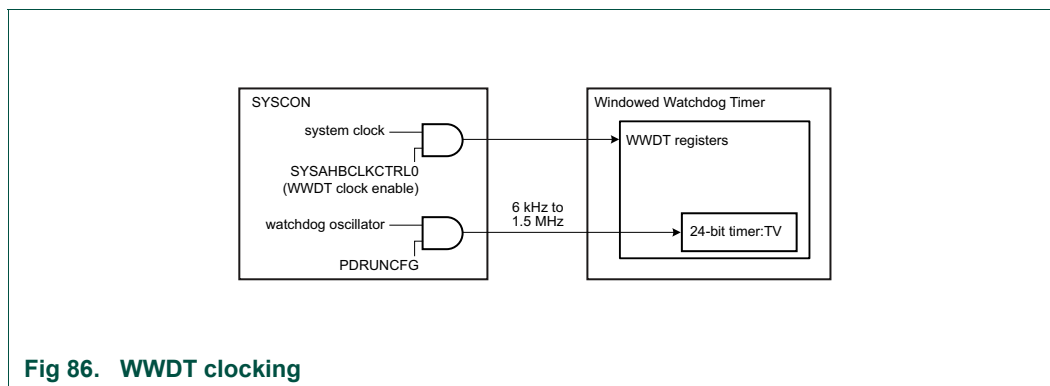 SYSCON
system clock
SYSAHBCLKCTRL0
(WWDT clock enable)
watchdog oscillator
PDRUNCFG
6 kHz to
1.5 MHz
Windowed Watchdog Timer
WWDT registers
24-bit timer:TV
Fig 86. WWDT clocking